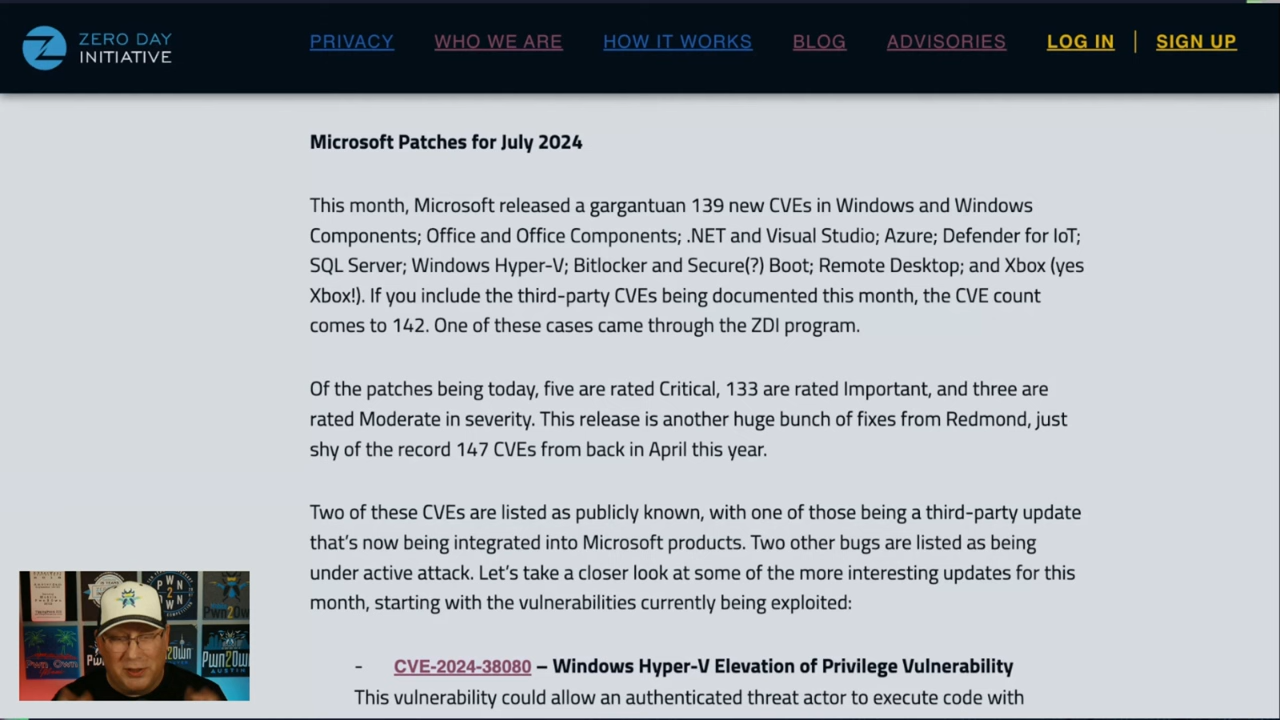 ZERO DAY
INITIATIVE
PRIVACY
WHO WE ARE
HOW IT WORKS
BLOG
ADVISORIES
LOG IN | SIGN UP
Microsoft Patches for July 2024
This month, Microsoft released a gargantuan 139 new CVEs in Windows and Windows
Components; Office and Office Components; .NET and Visual Studio; Azure; Defender for IoT;
SQL Server; Windows Hyper-V; Bitlocker and Secure(?) Boot; Remote Desktop; and Xbox (yes
Xbox!). If you include the third-party CVEs being documented this month, the CVE count
comes to 142. One of these cases came through the ZDI program.
Of the patches being today, five are rated Critical, 133 are rated Important, and three are
rated Moderate in severity. This release is another huge bunch of fixes from Redmond, just
shy of the record 147 CVEs from back in April this year.
Two of these CVEs are listed as publicly known, with one of those being a third-party update
that's now being integrated into Microsoft products. Two other bugs are listed as being
under active attack. Let's take a closer look at some of the more interesting updates for this
month, starting with the vulnerabilities currently being exploited:
- CVE-2024-38080 – Windows Hyper-V Elevation of Privilege Vulnerability
This vulnerability could allow an authenticated threat actor to execute code with
PWN
2OWN
Pwn2Own
Pwn Own
Pwn2Own
AUSTIN